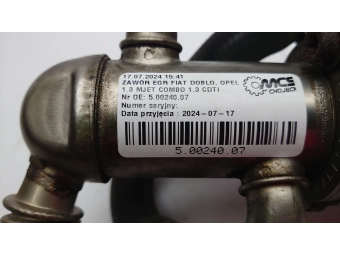 17.07.2024 15:41
ZAWÓR EGR FIAT DOBLO, OPEL
1.3 MJET COMBO 1.3 CDTI
Nr OE: 5.00240.07
Numer seryjny:
Data przyjęcia : 2024-07-17
MCS
CHOJĘCIN
5.00240.07